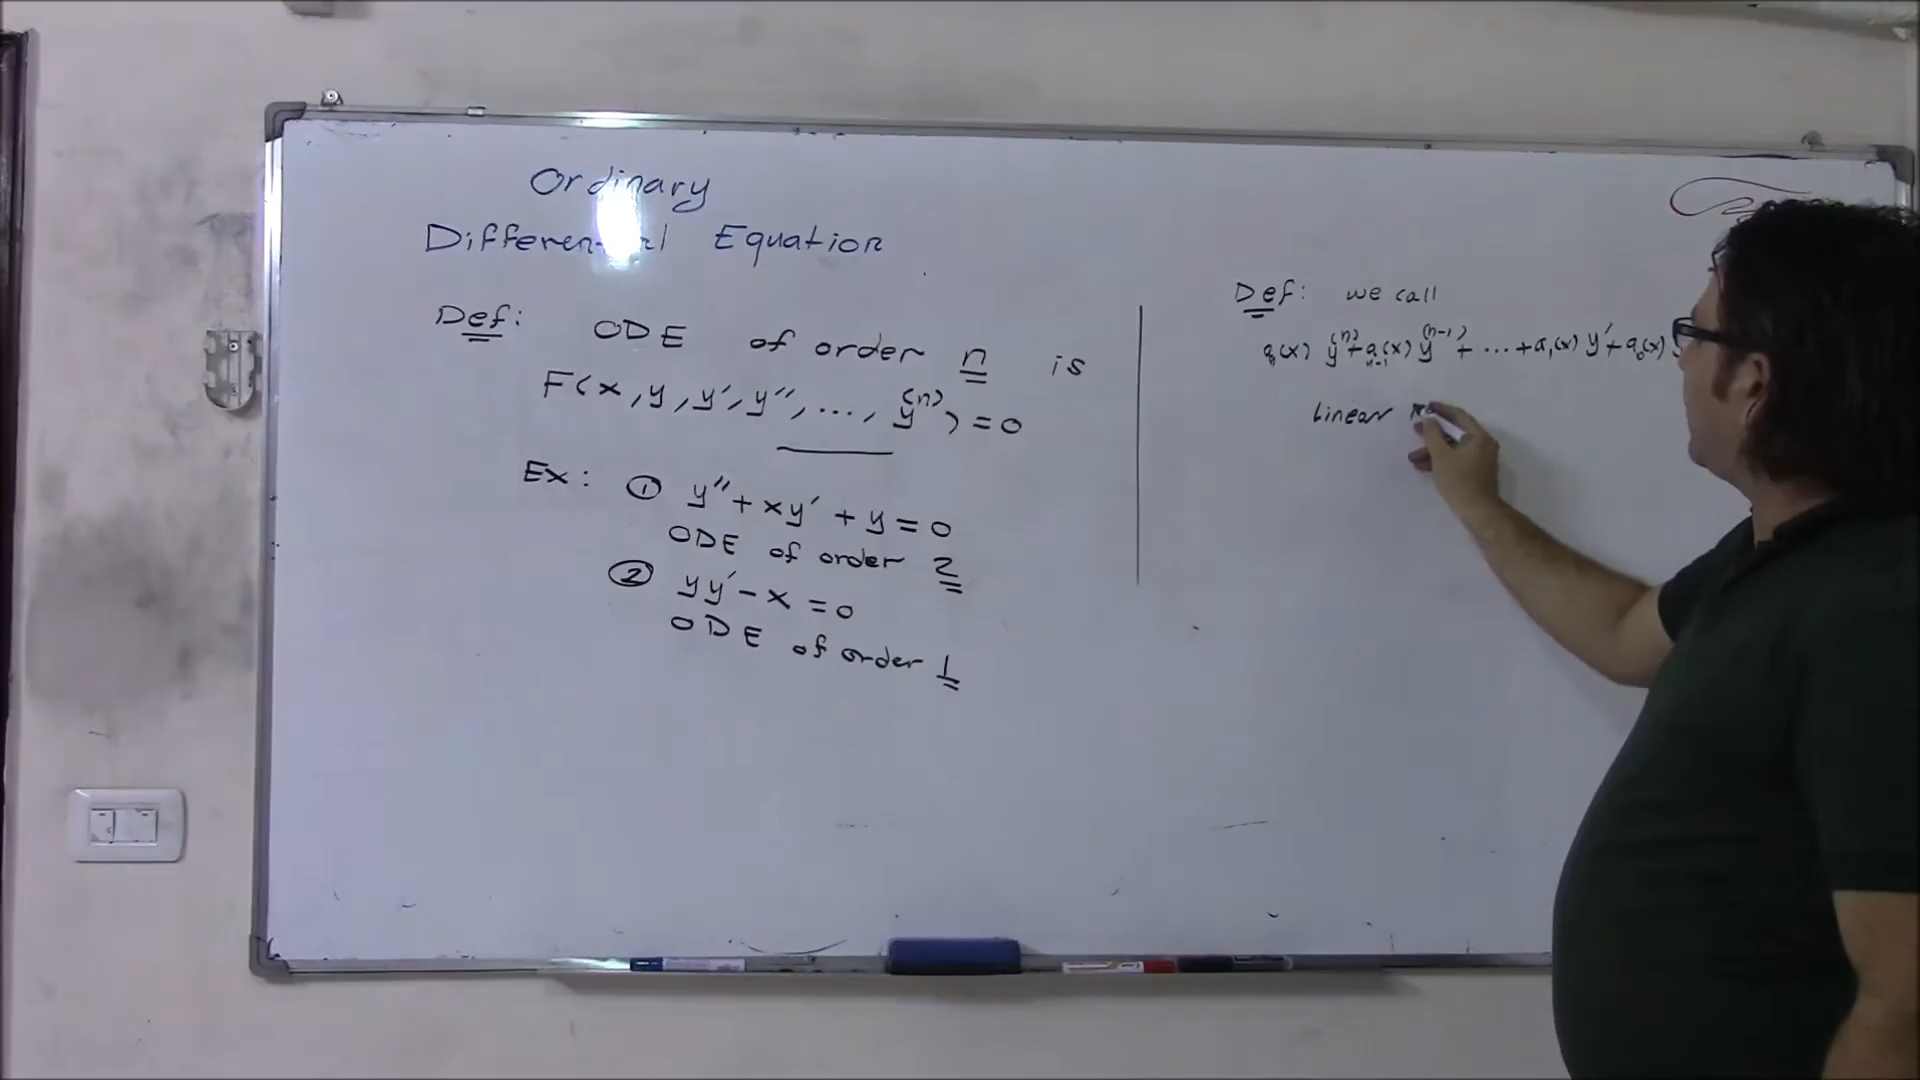 Ordinary
Differential Equation
Def: ODE of order n is
F(x, y, y', y'', ..., y^(n)) = 0
Ex: ① y'' + xy' + y = 0
ODE of order 2
② yy' - x = 0
ODE of order 1
Def: we call
a_n(x) y^(n) + a_{n-1}(x) y^(n-1) + ... + a_1(x) y' + a_0(x)
linear